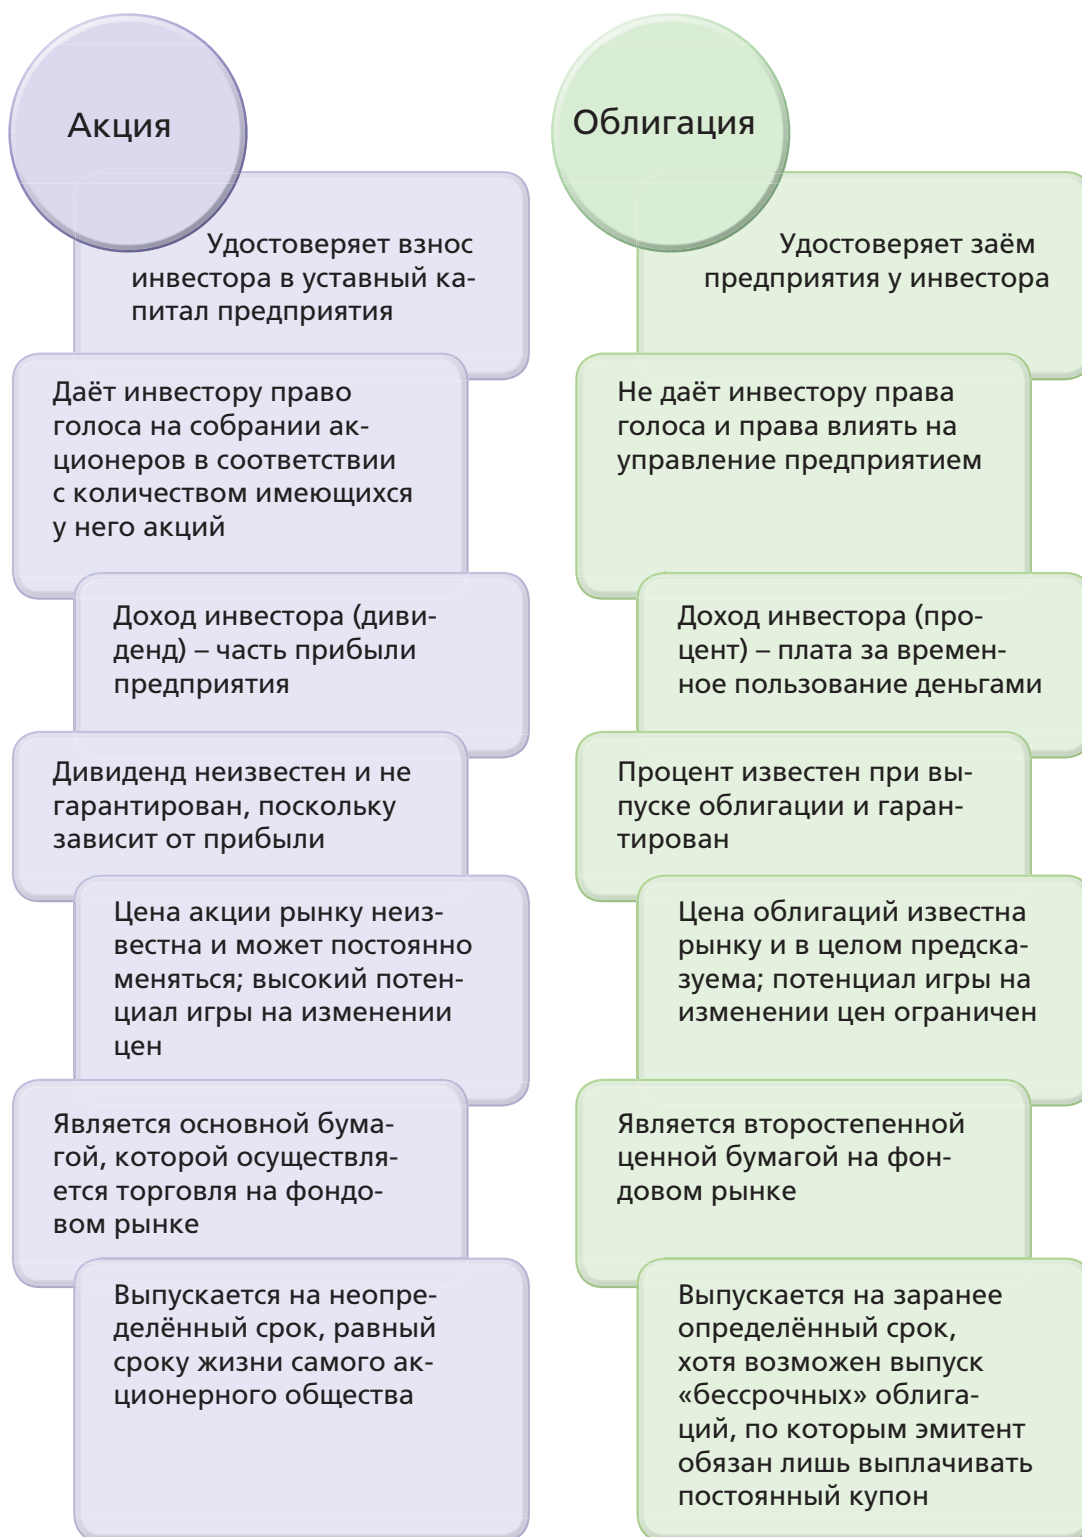 Акция
Удостоверяет взнос
инвестора в уставный ка-
питал предприятия
Даёт инвестору право
голоса на собрании ак-
ционеров в соответствии
с количеством имеющихся
у него акций
Доход инвестора (диви-
денд) – часть прибыли
предприятия
Дивиденд неизвестен и не
гарантирован, поскольку
зависит от прибыли
Цена акции рынку неиз-
вестна и может постоянно
меняться; высокий потен-
циал игры на изменении
цен
Является основной бума-
гой, которой осуществля-
ется торговля на фондо-
вом рынке
Выпускается на неопре-
делённый срок, равный
сроку жизни самого ак-
ционерного общества
Облигация
Удостоверяет заём
предприятия у инвестора
Не даёт инвестору права
голоса и права влиять на
управление предприятием
Доход инвестора (про-
цент) – плата за времен-
ное пользование деньгами
Процент известен при вы-
пуске облигации и гаран-
тирован
Цена облигаций известна
рынку и в целом предска-
зуема; потенциал игры на
изменении цен ограничен
Является второстепенной
ценной бумагой на фон-
довом рынке
Выпускается на заранее
определённый срок,
хотя возможен выпуск
«бессрочных» облига-
ций, по которым эмитент
обязан лишь выплачивать
постоянный купон